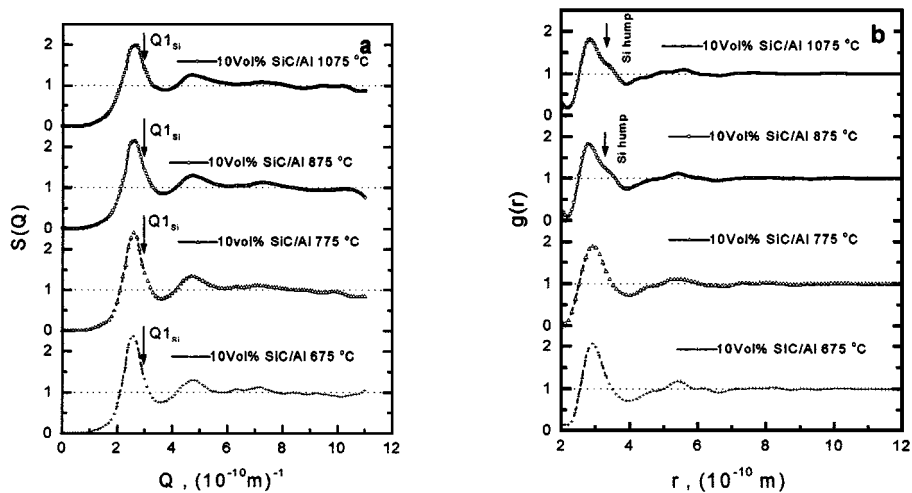 a
Q1Si
10Vol% SiC/Al 1075 °C
Q1Si
10Vol% SiC/Al 875 °C
Q1Si
10vol% SiC/Al 775 °C
Q1Si
10Vol% SiC/Al 675 °C
S(Q)
2
1
0
2
1
0
2
1
0
2
1
0
0 2 4 6 8 10 12
Q , (10⁻¹⁰m)⁻¹
b
Si hump
10Vol% SiC/Al 1075 °C
Si hump
10Vol% SiC/Al 875 °C
10Vol% SiC/Al 775 °C
10Vol% SiC/Al 675 °C
g(r)
2
1
0
2
1
0
2
1
0
2
1
0
2 4 6 8 10 12
r , (10⁻¹⁰ m)